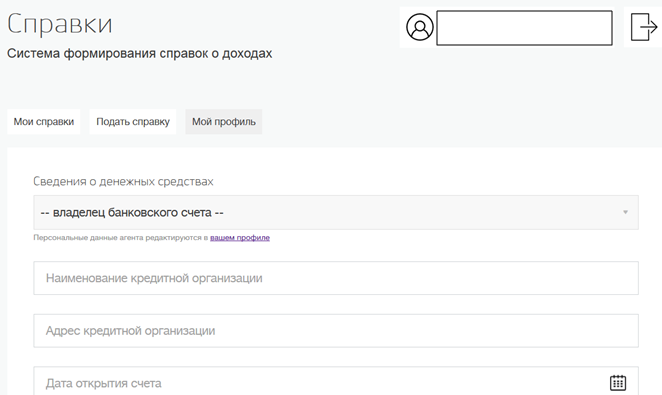 Справки
Система формирования справок о доходах
Мои справки
Подать справку
Мой профиль
Сведения о денежных средствах
-- владелец банковского счета --
Персональные данные агента редактируются в вашем профиле
Наименование кредитной организации
Адрес кредитной организации
Дата открытия счета